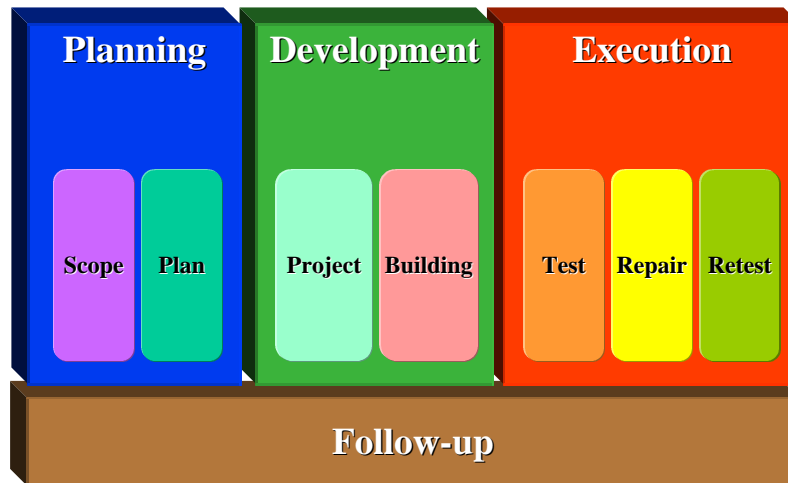 Planning
Development
Execution
Scope
Plan
Project
Building
Test
Repair
Retest
Follow-up